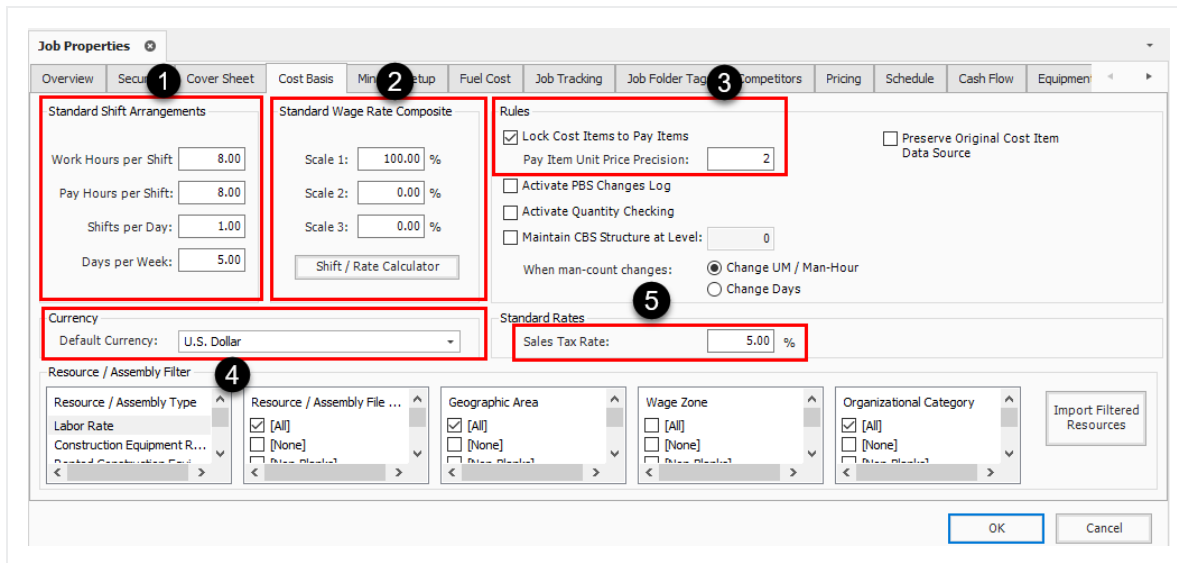 Job Properties
Overview Cover Sheet Cost Basis Fuel Cost Job Tracking Job Folder Competitors Pricing Schedule Cash Flow
1
2
3
Standard Shift Arrangements
Work Hours per Shift 8.00
Pay Hours per Shift: 8.00
Shifts per Day: 1.00
Days per Week: 5.00
Standard Wage Rate Composite
Scale 1: 100.00 %
Scale 2: 0.00 %
Scale 3: 0.00 %
Shift / Rate Calculator
Rules
Lock Cost Items to Pay Items
Pay Item Unit Price Precision: 2
Activate PBS Changes Log
Activate Quantity Checking
Maintain CBS Structure at Level: 0
When man-count changes: Change UM / Man-Hour
Change Days
Preserve Original Cost Item
Data Source
Currency
Default Currency: U.S. Dollar
4
5
Standard Rates
Sales Tax Rate: 5.00 %
Resource / Assembly Filter
Resource / Assembly Type
Labor Rate
Construction Equipment R...
Resource / Assembly File ...
[All]
[None]
Geographic Area
[All]
[None]
Wage Zone
[All]
[None]
Organizational Category
[All]
[None]
Import Filtered
Resources
OK Cancel